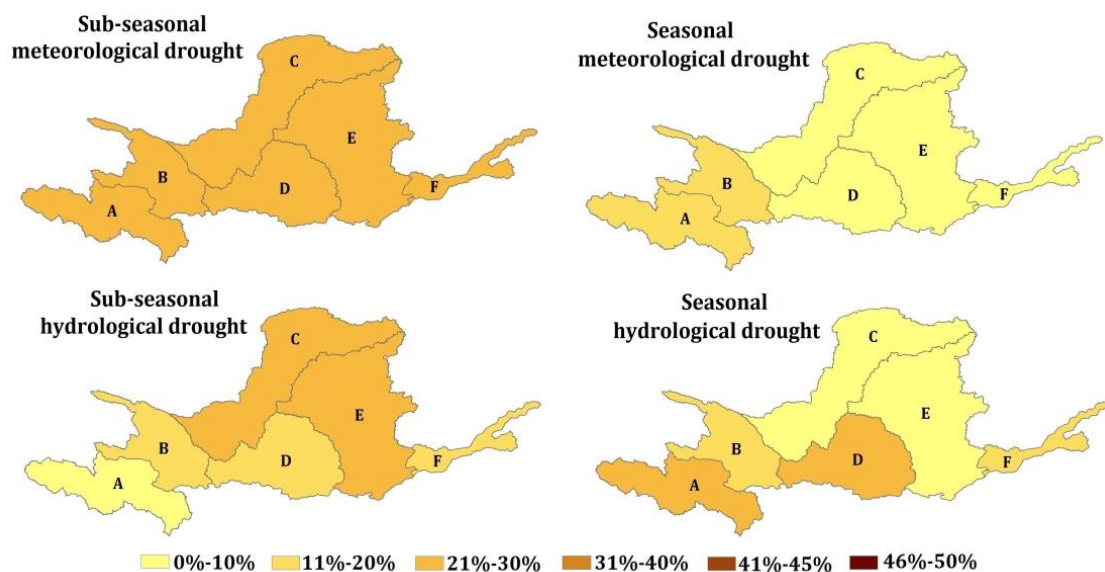 Sub-seasonal
meteorological drought
C
E
B
D
F
A
Seasonal
meteorological drought
C
E
B
D
F
A
Sub-seasonal
hydrological drought
C
E
B
D
F
A
Seasonal
hydrological drought
C
E
B
D
F
A
0%-10% 11%-20% 21%-30% 31%-40% 41%-45% 46%-50%